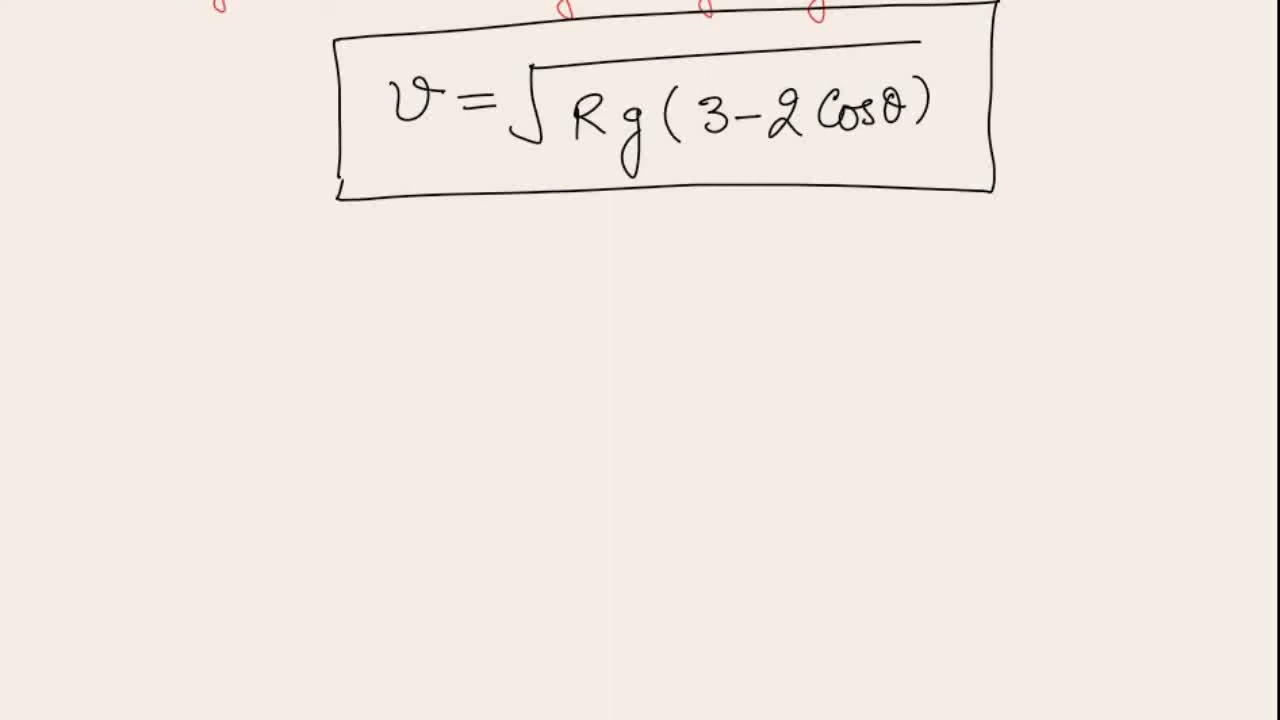 v = √Rg(3-2Cosθ)